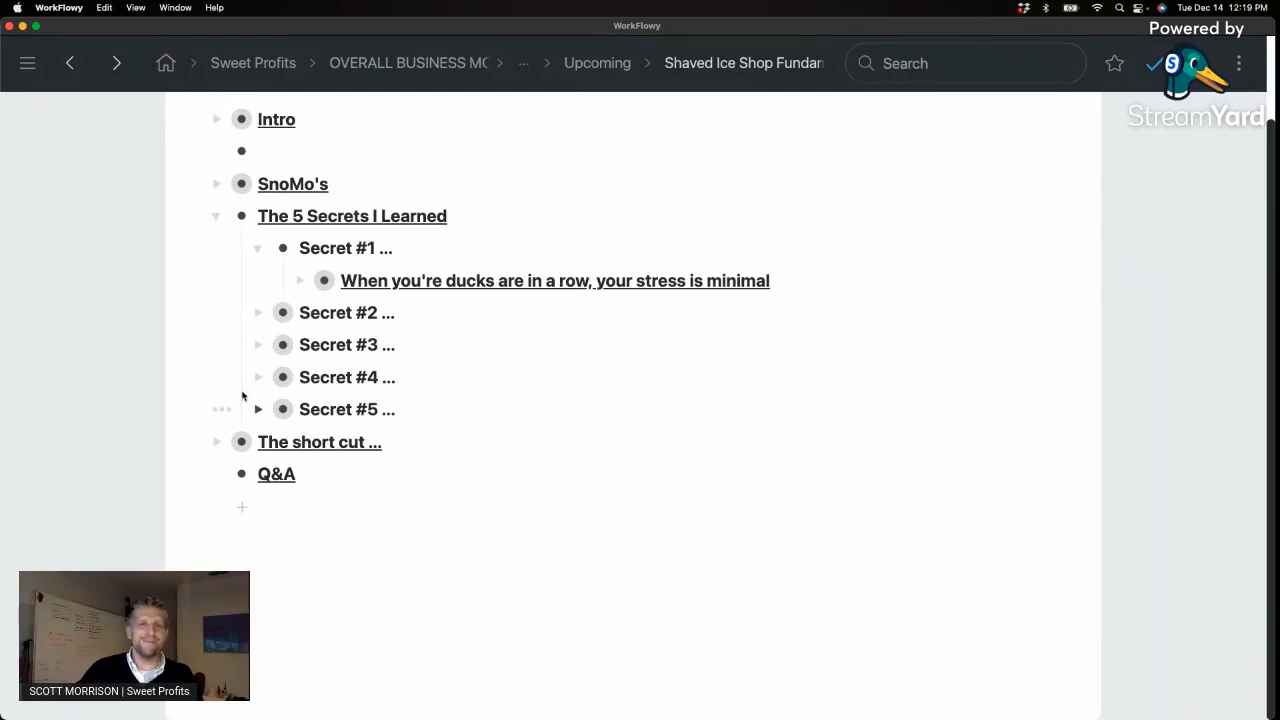 WorkFlowy Edit View Window Help Tue Dec 14 12:19 PM
WorkFlowy
Powered by
Sweet Profits OVERALL BUSINESS MC ... Upcoming Shaved Ice Shop Fundar Search
S
StreamYard
Intro
SnoMo's
The 5 Secrets I Learned
Secret #1 ...
When you're ducks are in a row, your stress is minimal
Secret #2 ...
Secret #3 ...
Secret #4 ...
Secret #5 ...
The short cut ...
Q&A
SCOTT MORRISON | Sweet Profits